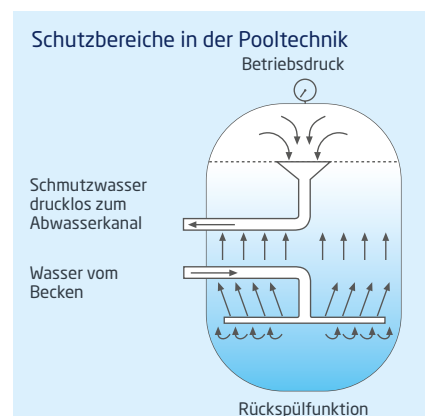 Schutzbereiche in der Pooltechnik
Betriebsdruck
Schmutzwasser
drucklos zum
Abwasserkanal
Wasser vom
Becken
Rückspülfunktion